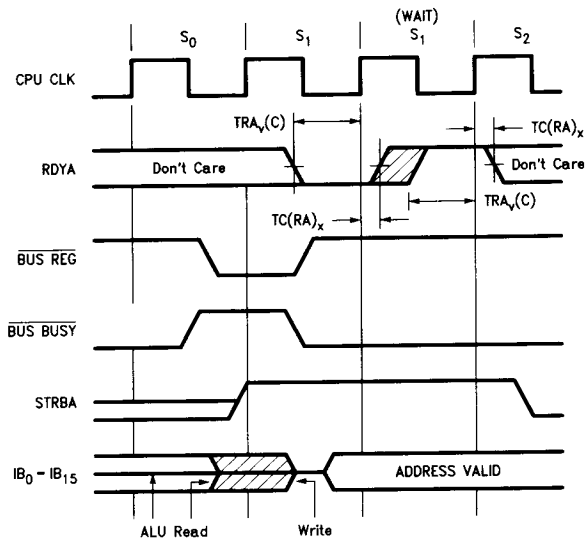 (WAIT)
S0 S1 S1 S2
CPU CLK
TRAv(C) TC(RA)x
RDYA Don't Care Don't Care
TC(RA)x TRAv(C)
BUS REG
BUS BUSY
STRBA
IB0 – IB15 ADDRESS VALID
ALU Read Write